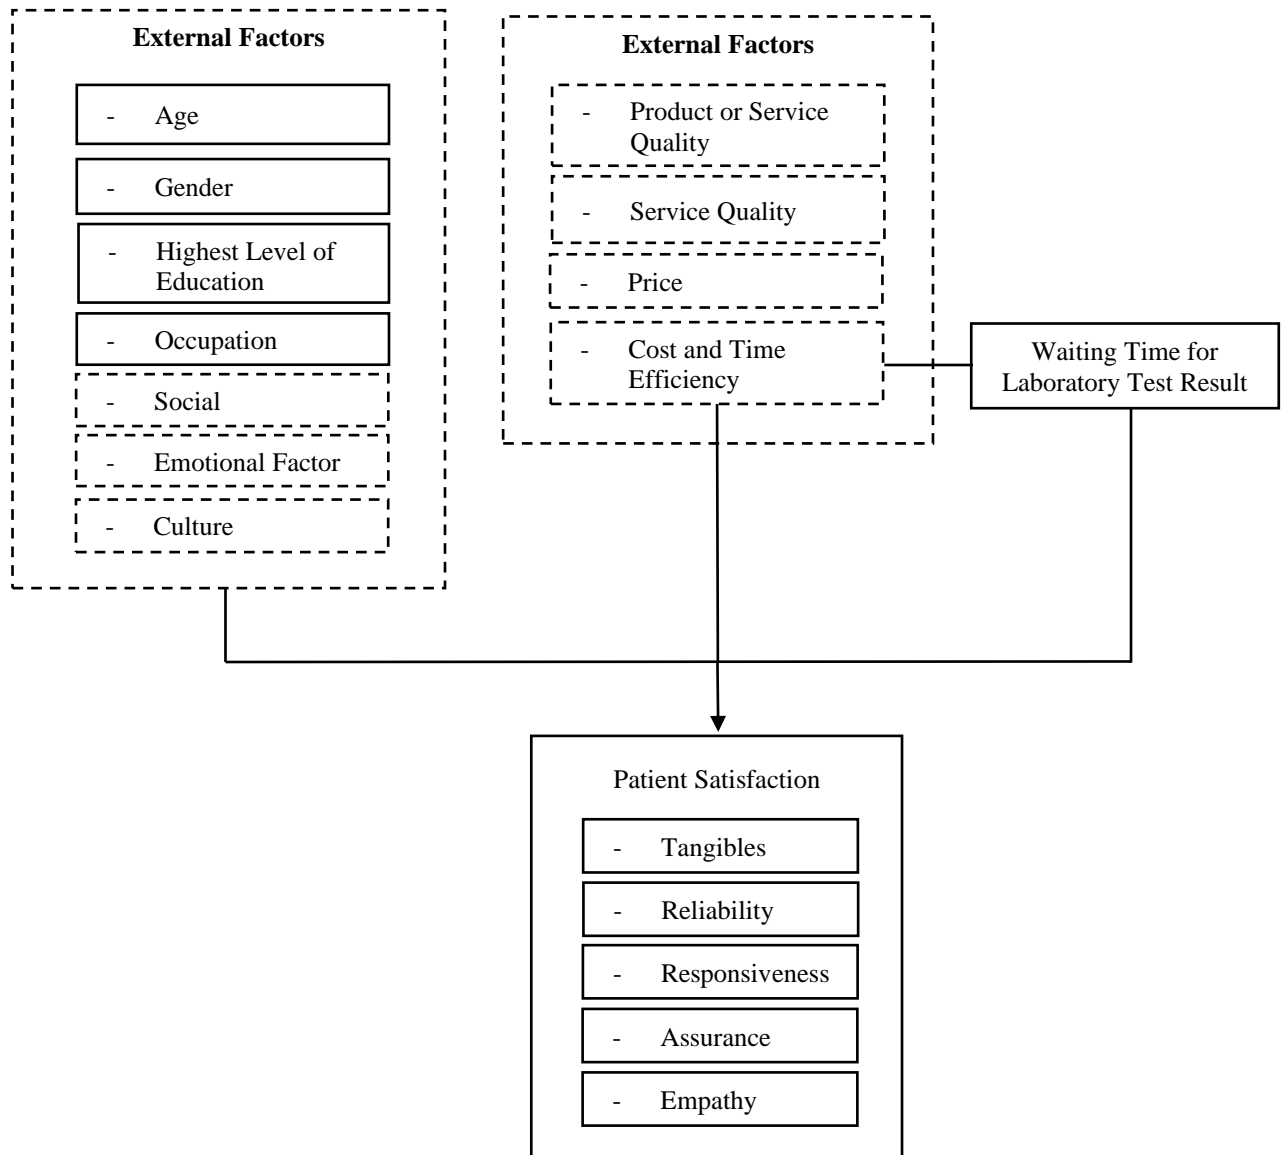 External Factors
- Age
- Gender
- Highest Level of
Education
- Occupation
- Social
- Emotional Factor
- Culture
External Factors
- Product or Service
Quality
- Service Quality
- Price
- Cost and Time
Efficiency
Waiting Time for
Laboratory Test Result
Patient Satisfaction
- Tangibles
- Reliability
- Responsiveness
- Assurance
- Empathy